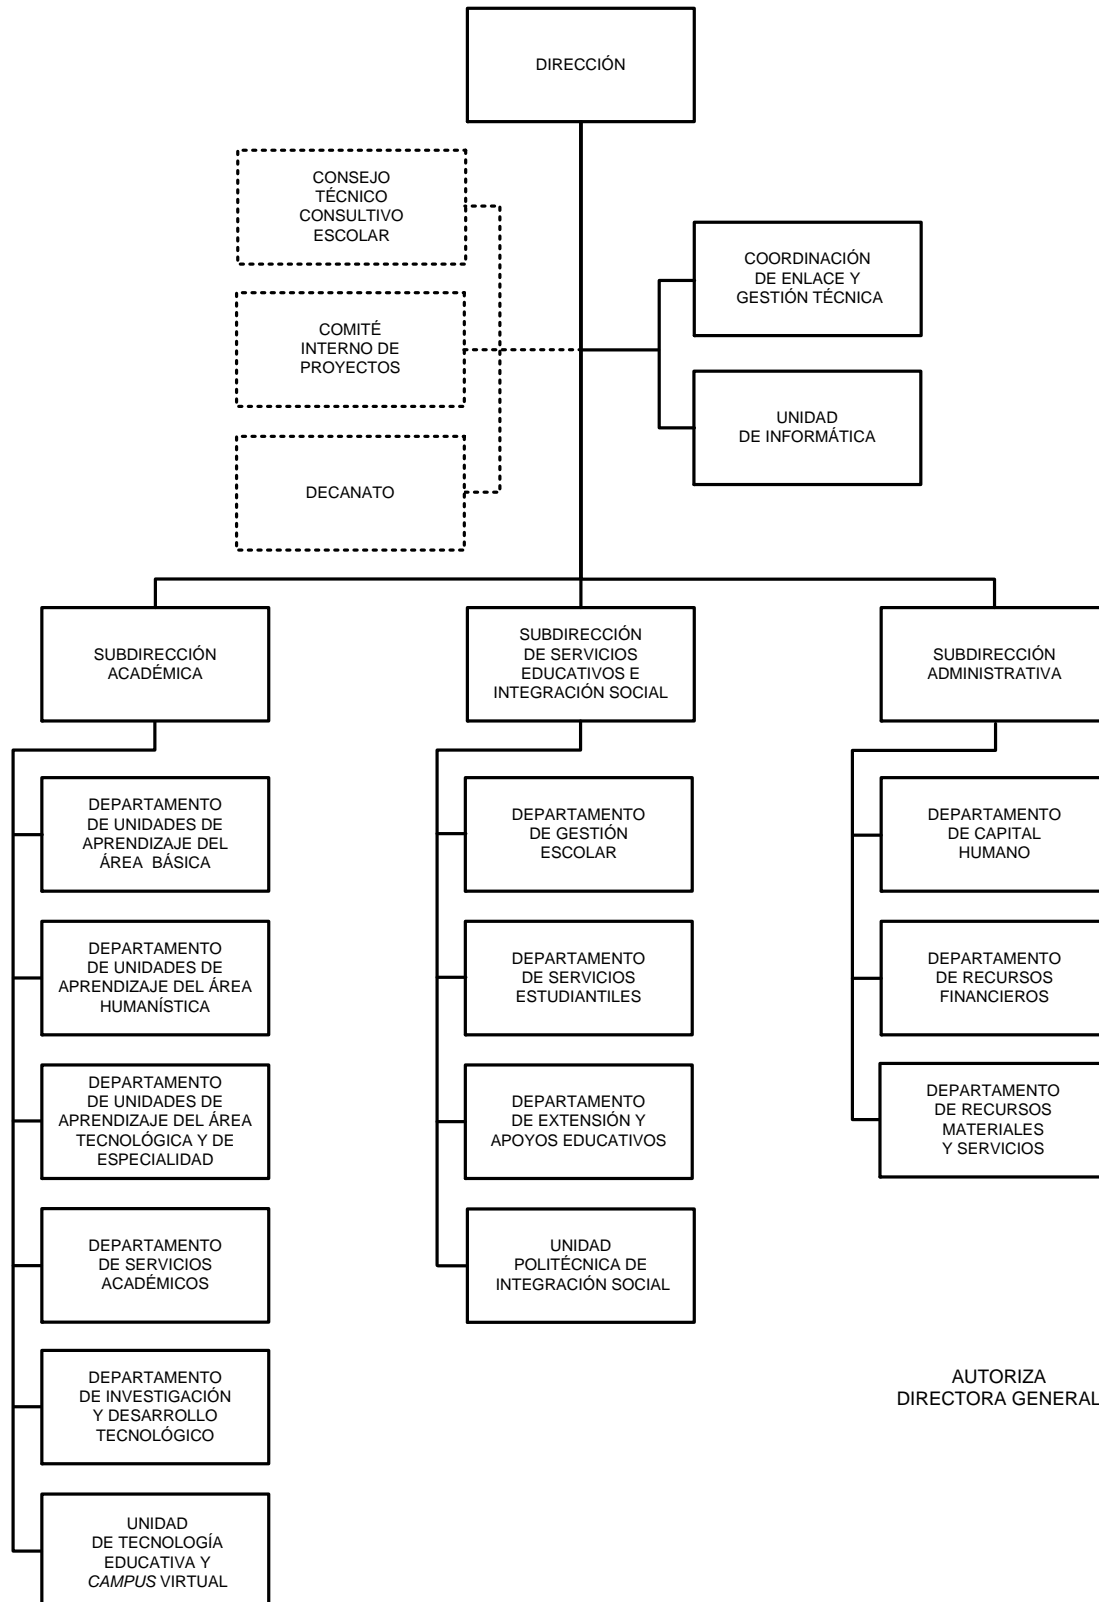 DIRECCIÓN
CONSEJO
TÉCNICO
CONSULTIVO
ESCOLAR
COORDINACIÓN
DE ENLACE Y
GESTIÓN TÉCNICA
COMITÉ
INTERNO DE
PROYECTOS
UNIDAD
DE INFORMÁTICA
DECANATO
SUBDIRECCIÓN
ACADÉMICA
SUBDIRECCIÓN
DE SERVICIOS
EDUCATIVOS E
INTEGRACIÓN SOCIAL
SUBDIRECCIÓN
ADMINISTRATIVA
DEPARTAMENTO
DE UNIDADES DE
APRENDIZAJE DEL
ÁREA  BÁSICA
DEPARTAMENTO
DE GESTIÓN
ESCOLAR
DEPARTAMENTO
DE CAPITAL
HUMANO
DEPARTAMENTO
DE UNIDADES DE
APRENDIZAJE DEL ÁREA
HUMANÍSTICA
DEPARTAMENTO
DE SERVICIOS
ESTUDIANTILES
DEPARTAMENTO
DE RECURSOS
FINANCIEROS
DEPARTAMENTO
DE UNIDADES DE
APRENDIZAJE DEL ÁREA
TECNOLÓGICA Y DE
ESPECIALIDAD
DEPARTAMENTO
DE EXTENSIÓN Y
APOYOS EDUCATIVOS
DEPARTAMENTO
DE RECURSOS
MATERIALES
Y SERVICIOS
DEPARTAMENTO
DE SERVICIOS
ACADÉMICOS
UNIDAD
POLITÉCNICA DE
INTEGRACIÓN SOCIAL
DEPARTAMENTO
DE INVESTIGACIÓN
Y DESARROLLO
TECNOLÓGICO
AUTORIZA
DIRECTORA GENERAL
UNIDAD
DE TECNOLOGÍA
EDUCATIVA Y
CAMPUS VIRTUAL